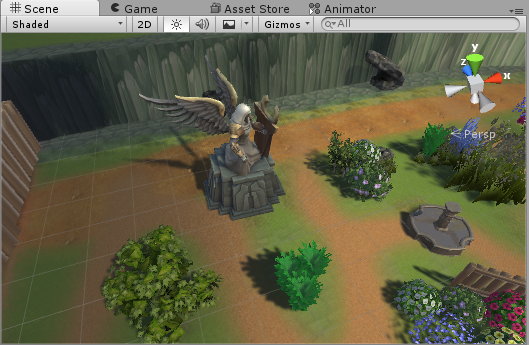 Scene Game Asset Store Animator
Shaded 2D Gizmos All
y
z x
Persp